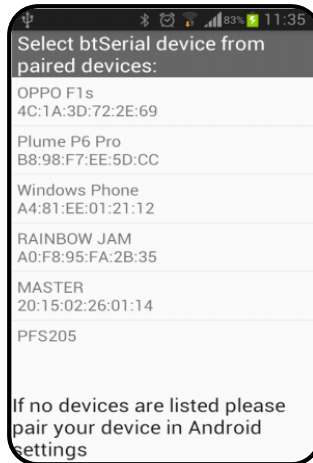 83% 11:35
Select btSerial device from
paired devices:
OPPO F1s
4C:1A:3D:72:2E:69
Plume P6 Pro
B8:98:F7:EE:5D:CC
Windows Phone
A4:81:EE:01:21:12
RAINBOW JAM
A0:F8:95:FA:2B:35
MASTER
20:15:02:26:01:14
PFS205
If no devices are listed please
pair your device in Android
settings